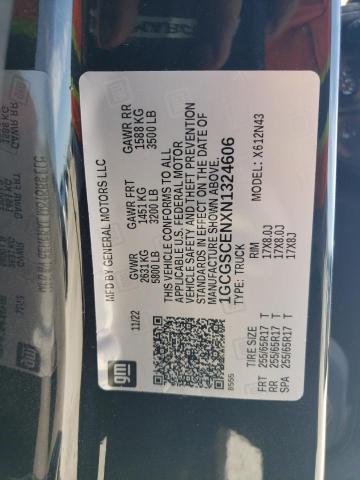 MFD BY GENERAL MOTORS LLC
11/22
GVWR GAWR FRT GAWR RR
2631 KG 1451 KG 1588 KG
5800 LB 3200 LB 3500 LB
THIS VEHICLE CONFORMS TO ALL
APPLICABLE U.S. FEDERAL MOTOR
VEHICLE SAFETY AND THEFT PREVENTION
STANDARDS IN EFFECT ON THE DATE OF
MANUFACTURE SHOWN ABOVE.
1GCGSCENXN1324606
TYPE: TRUCK MODEL: X612N43
gm
8555
TIRE SIZE RIM
FRT 255/65R17 T 17X8.0J
RR 255/65R17 T 17X8.0J
SPA 255/65R17 T 17X8J